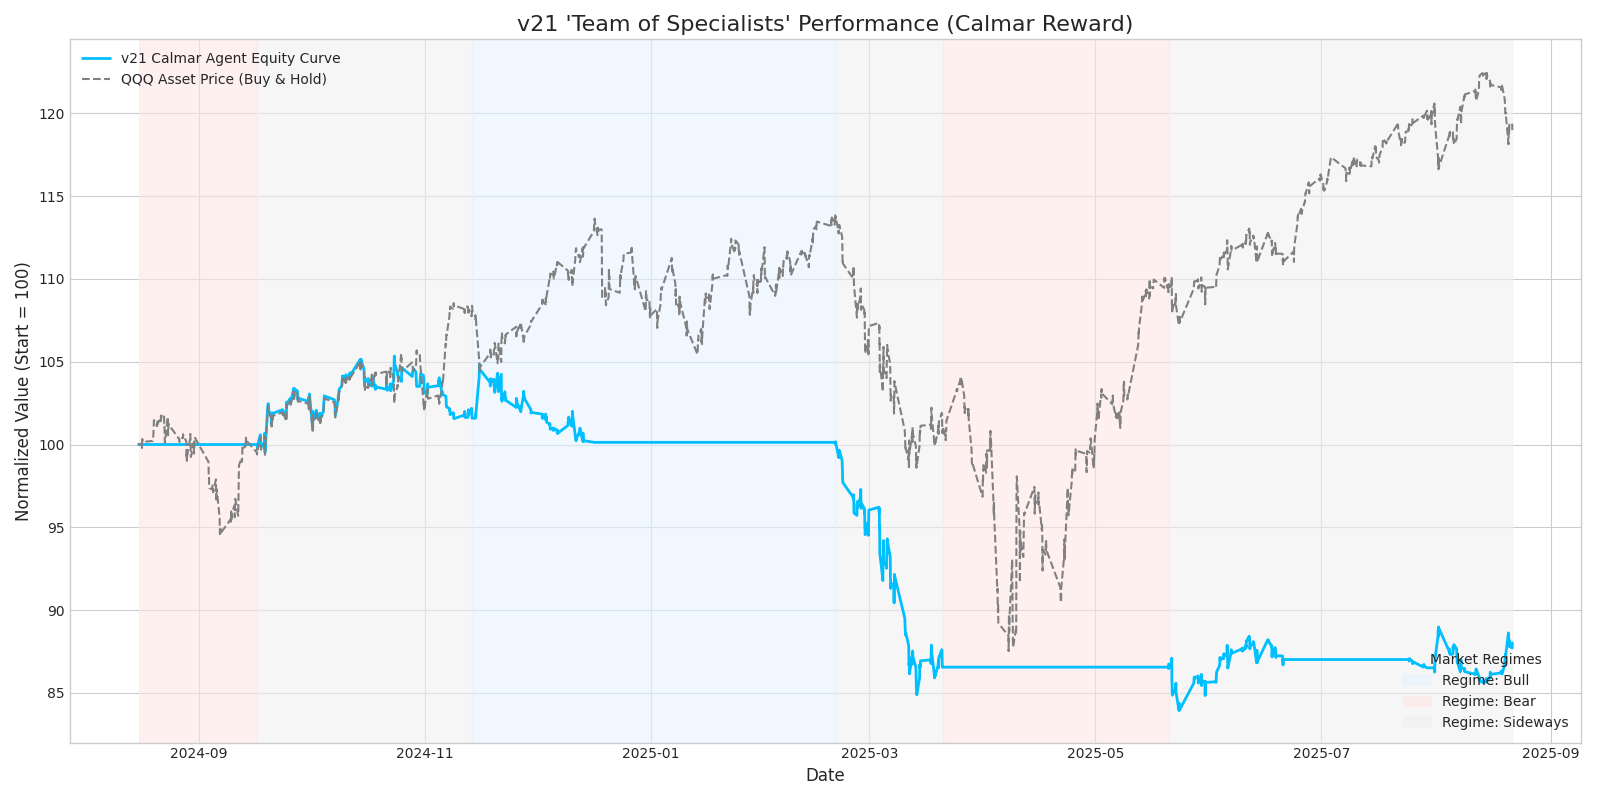 v21 'Team of Specialists' Performance (Calmar Reward)
v21 Calmar Agent Equity Curve
QQQ Asset Price (Buy & Hold)
Normalized Value (Start = 100)
120
115
110
105
100
95
90
85
Market Regimes
Regime: Bull
Regime: Bear
Regime: Sideways
2024-09
2024-11
2025-01
2025-03
2025-05
2025-07
2025-09
Date